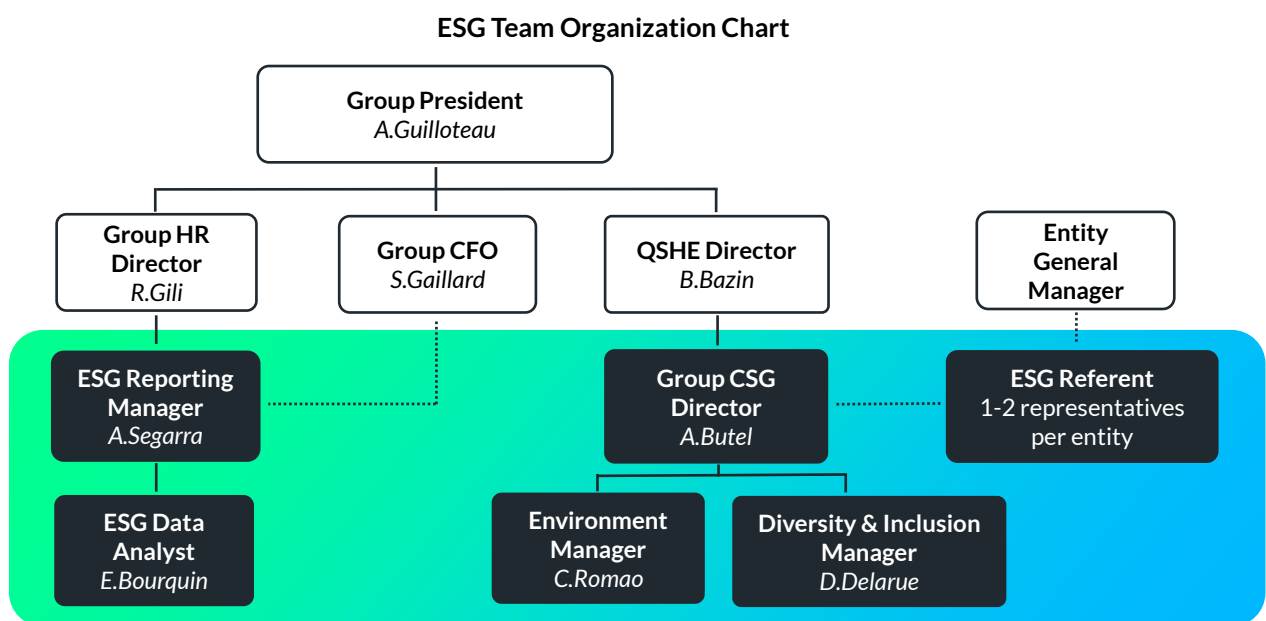 ESG Team Organization Chart
Group President
A.Guilloteau
Group HR
Director
R.Gili
Group CFO
S.Gaillard
QSHE Director
B.Bazin
Entity
General
Manager
ESG Reporting
Manager
A.Segarra
Group CSG
Director
A.Butel
ESG Referent
1-2 representatives
per entity
ESG Data
Analyst
E.Bourquin
Environment
Manager
C.Romao
Diversity & Inclusion
Manager
D.Delarue